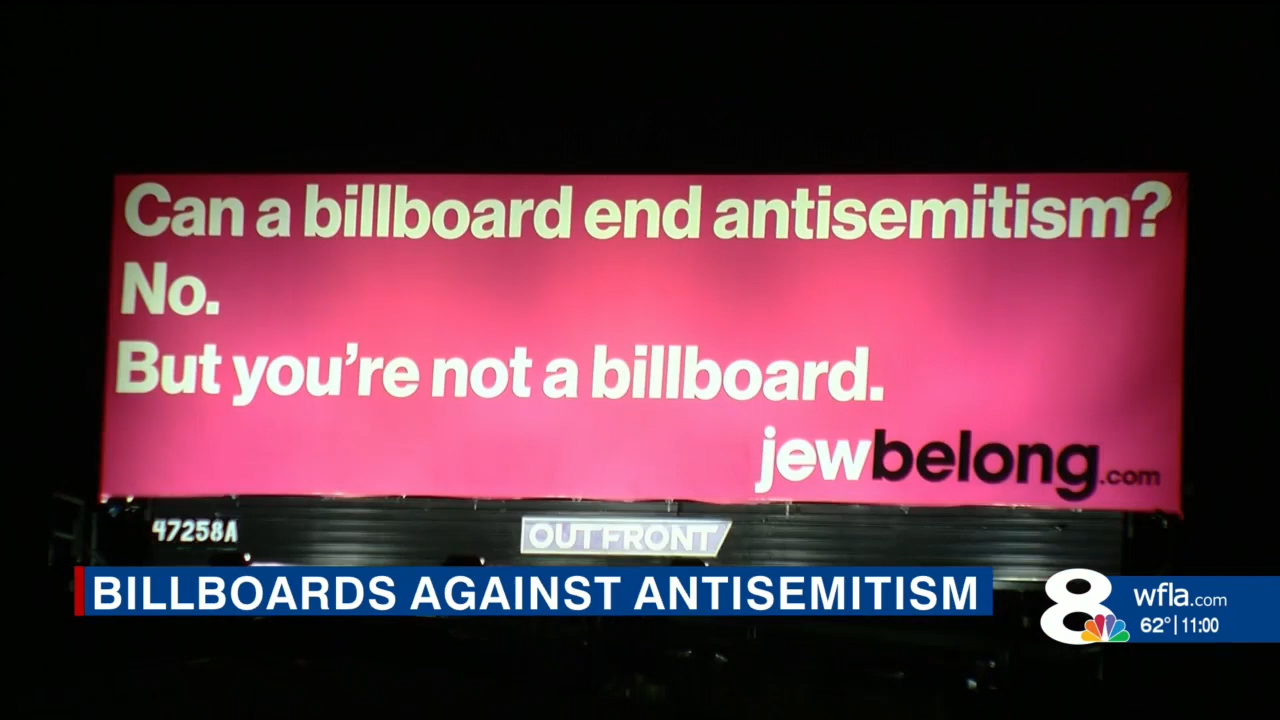 Can a billboard end antisemitism?
No.
But you're not a billboard.
jewbelong.com
47258A
OUTFRONT
BILLBOARDS AGAINST ANTISEMITISM
8
wfla.com
62° | 11:00